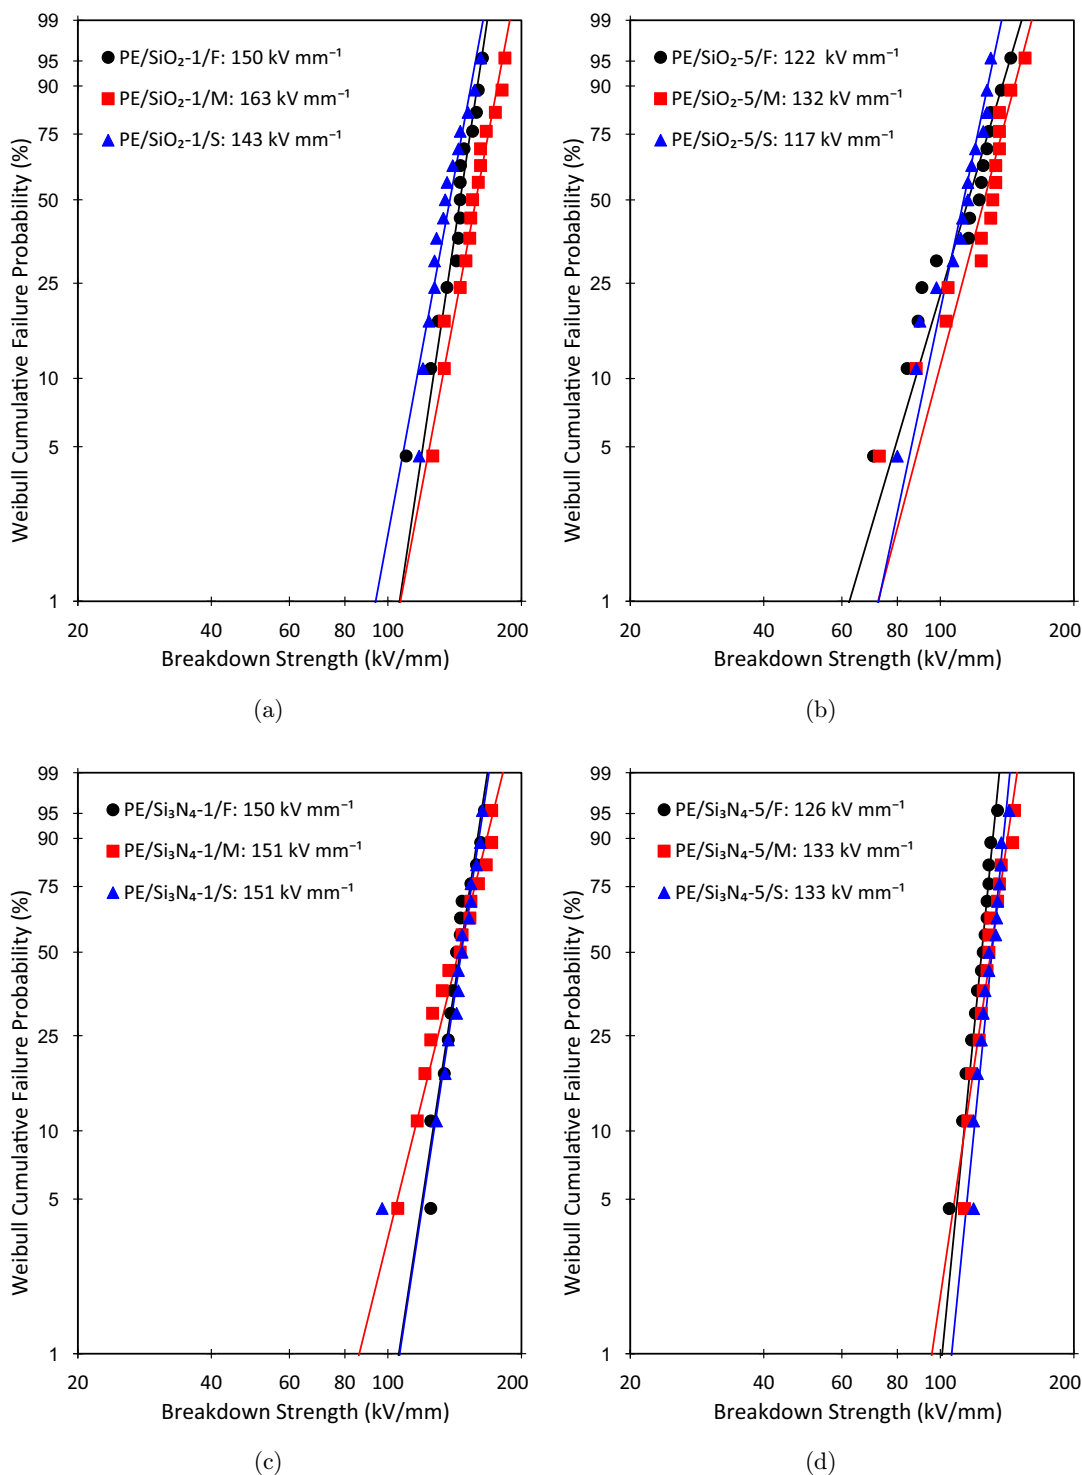 99
95
90
75
50
25
10
5
1
Weibull Cumulative Failure Probability (%)
PE/SiO₂-1/F: 150 kV mm⁻¹
PE/SiO₂-1/M: 163 kV mm⁻¹
PE/SiO₂-1/S: 143 kV mm⁻¹
20 40 60 80 100 200
Breakdown Strength (kV/mm)
(a)
99
95
90
75
50
25
10
5
1
Weibull Cumulative Failure Probability (%)
PE/SiO₂-5/F: 122 kV mm⁻¹
PE/SiO₂-5/M: 132 kV mm⁻¹
PE/SiO₂-5/S: 117 kV mm⁻¹
20 40 60 80 100 200
Breakdown Strength (kV/mm)
(b)
99
95
90
75
50
25
10
5
1
Weibull Cumulative Failure Probability (%)
PE/Si₃N₄-1/F: 150 kV mm⁻¹
PE/Si₃N₄-1/M: 151 kV mm⁻¹
PE/Si₃N₄-1/S: 151 kV mm⁻¹
20 40 60 80 100 200
Breakdown Strength (kV/mm)
(c)
99
95
90
75
50
25
10
5
1
Weibull Cumulative Failure Probability (%)
PE/Si₃N₄-5/F: 126 kV mm⁻¹
PE/Si₃N₄-5/M: 133 kV mm⁻¹
PE/Si₃N₄-5/S: 133 kV mm⁻¹
20 40 60 80 100 200
Breakdown Strength (kV/mm)
(d)